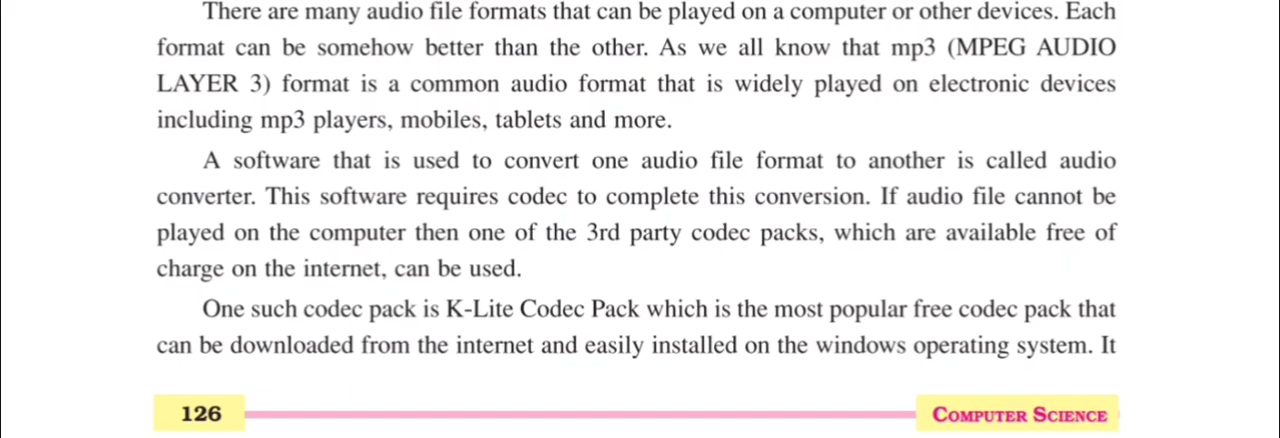 There are many audio file formats that can be played on a computer or other devices. Each
format can be somehow better than the other. As we all know that mp3 (MPEG AUDIO
LAYER 3) format is a common audio format that is widely played on electronic devices
including mp3 players, mobiles, tablets and more.
A software that is used to convert one audio file format to another is called audio
converter. This software requires codec to complete this conversion. If audio file cannot be
played on the computer then one of the 3rd party codec packs, which are available free of
charge on the internet, can be used.
One such codec pack is K-Lite Codec Pack which is the most popular free codec pack that
can be downloaded from the internet and easily installed on the windows operating system. It
126
COMPUTER SCIENCE